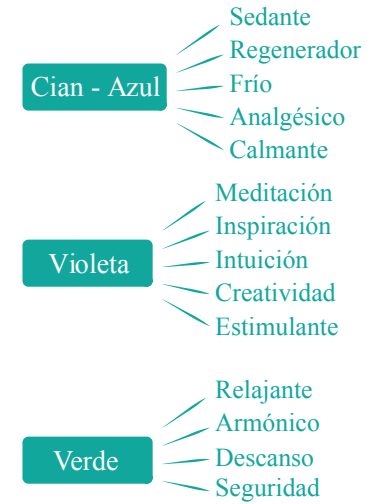 Cian - Azul
Sedante
Regenerador
Frío
Analgésico
Calmante
Violeta
Meditación
Inspiración
Intuición
Creatividad
Estimulante
Verde
Relajante
Armónico
Descanso
Seguridad